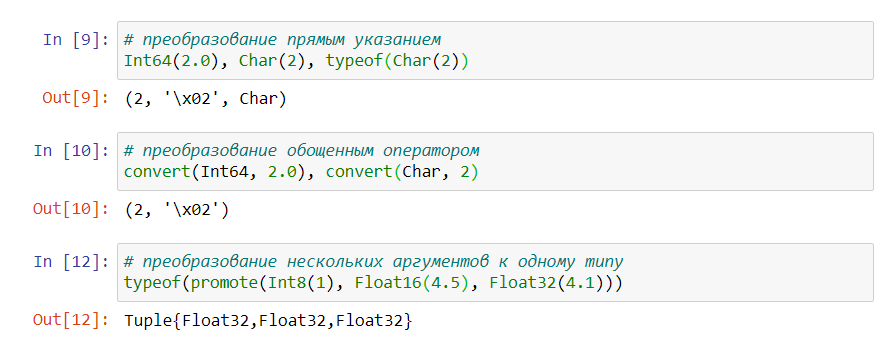 In [9]: # преобразование прямым указанием
Int64(2.0), Char(2), typeof(Char(2))
Out[9]: (2, '\x02', Char)
In [10]: # преобразование обощенным оператором
convert(Int64, 2.0), convert(Char, 2)
Out[10]: (2, '\x02')
In [12]: # преобразование нескольких аргументов к одному типу
typeof(promote(Int8(1), Float16(4.5), Float32(4.1)))
Out[12]: Tuple{Float32,Float32,Float32}